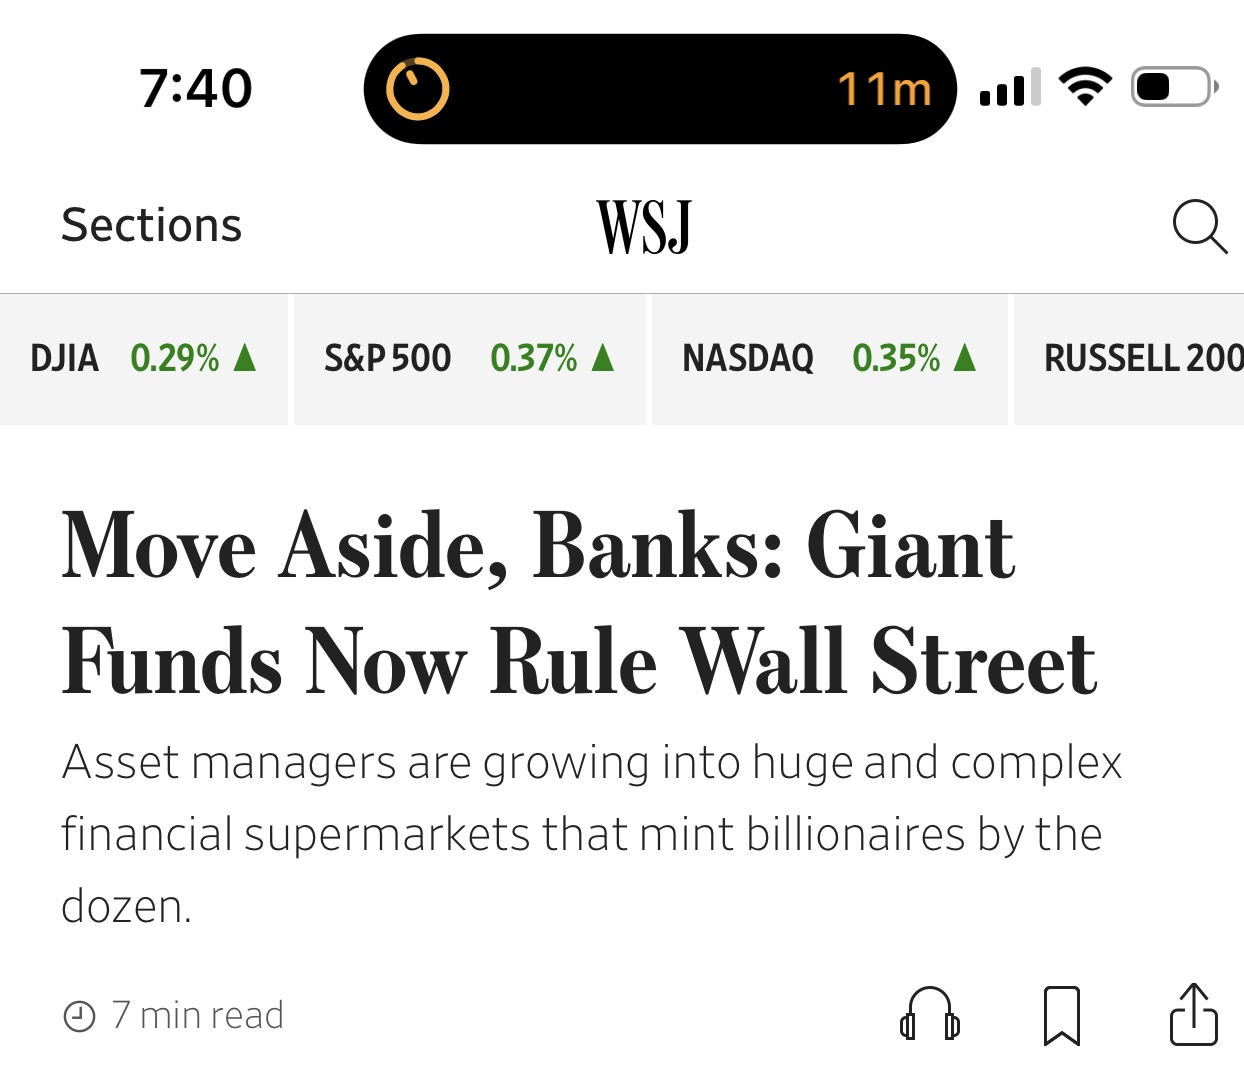 7:40
11m
Sections
WSJ
DJIA 0.29% ▲ S&P 500 0.37% ▲ NASDAQ 0.35% ▲ RUSSELL 200
Move Aside, Banks: Giant
Funds Now Rule Wall Street
Asset managers are growing into huge and complex
financial supermarkets that mint billionaires by the
dozen.
7 min read